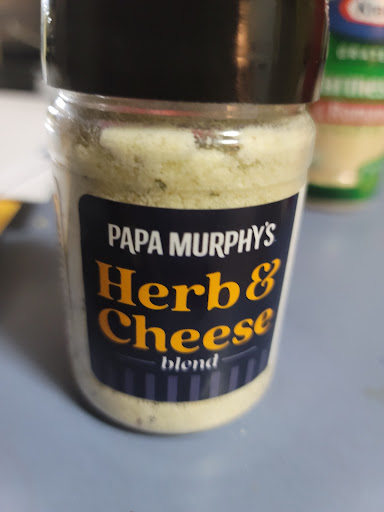 PAPA MURPHY'S
Herb &
Cheese
blend